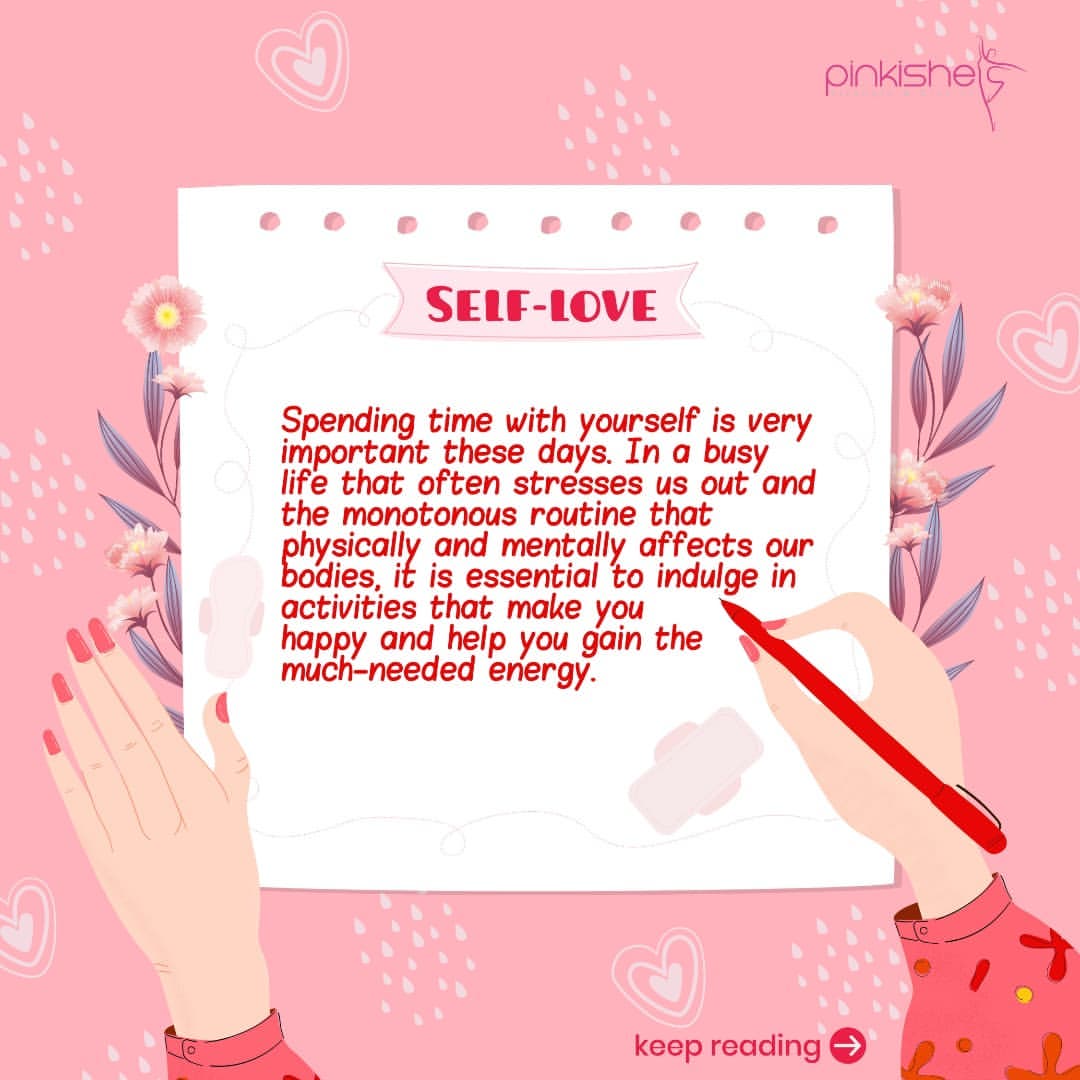 pinkishe
SELF-LOVE
Spending time with yourself is very
important these days. In a busy
life that often stresses us out and
the monotonous routine that
physically and mentally affects our
bodies, it is essential to indulge in
activities that make you
happy and help you gain the
much-needed energy.
keep reading